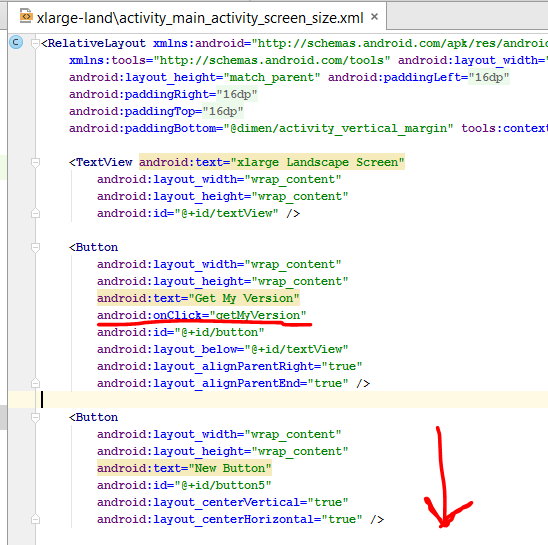 xlarge-land\activity_main_activity_screen_size.xml ×
C <RelativeLayout xmlns:android="http://schemas.android.com/apk/res/androi
xmlns:tools="http://schemas.android.com/tools" android:layout_width="
android:layout_height="match_parent" android:paddingLeft="16dp"
android:paddingRight="16dp"
android:paddingTop="16dp"
android:paddingBottom="@dimen/activity_vertical_margin" tools:context
<TextView android:text="xlarge Landscape Screen"
android:layout_width="wrap_content"
android:layout_height="wrap_content"
android:id="@+id/textView" />
<Button
android:layout_width="wrap_content"
android:layout_height="wrap_content"
android:text="Get My Version"
android:onClick="getMyVersion"
android:id="@+id/button"
android:layout_below="@+id/textView"
android:layout_alignParentRight="true"
android:layout_alignParentEnd="true" />
<Button
android:layout_width="wrap_content"
android:layout_height="wrap_content"
android:text="New Button"
android:id="@+id/button5"
android:layout_centerVertical="true"
android:layout_centerHorizontal="true" />